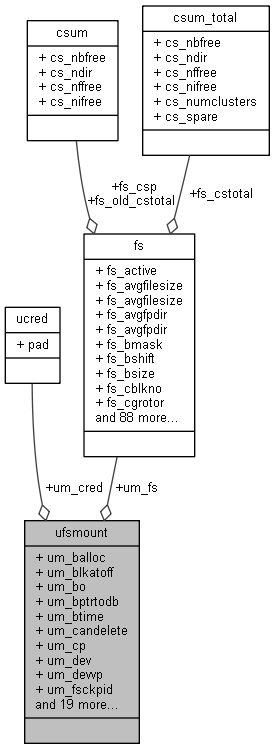 csum
+ cs_nbfree
+ cs_ndir
+ cs_nffree
+ cs_nifree
csum_total
+ cs_nbfree
+ cs_ndir
+ cs_nffree
+ cs_nifree
+ cs_numclusters
+ cs_spare
+fs_csp
+fs_old_cstotal
+fs_cstotal
fs
+ fs_active
+ fs_avgfilesize
+ fs_avgfilesize
+ fs_avgfpdir
+ fs_avgfpdir
+ fs_bmask
+ fs_bshift
+ fs_bsize
+ fs_cblkno
+ fs_cgrotor
and 88 more...
ucred
+ pad
+um_cred
+um_fs
ufsmount
+ um_balloc
+ um_blkatoff
+ um_bo
+ um_bptrtodb
+ um_btime
+ um_candelete
+ um_cp
+ um_dev
+ um_devvp
+ um_fsckpid
and 19 more...